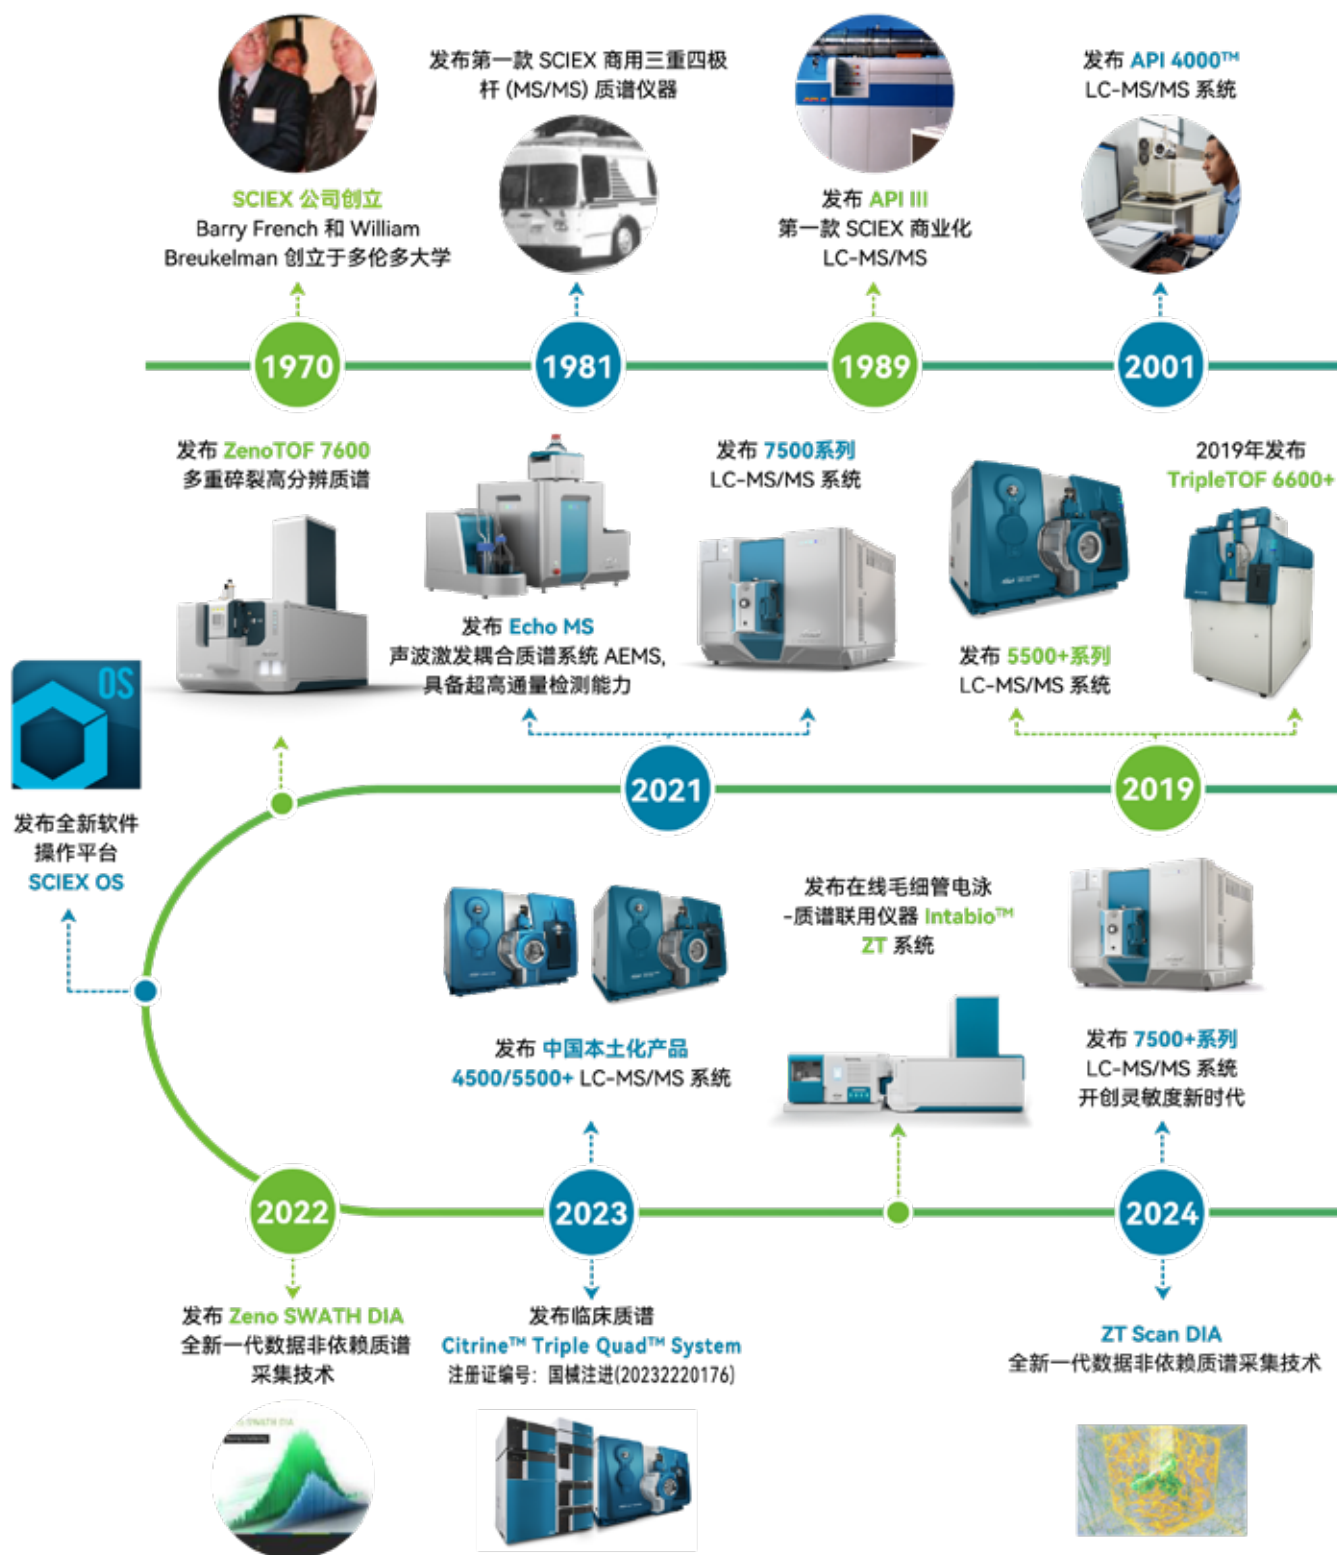 SCIEX 公司创立
Barry French 和 William
Breukelman 创立于多伦多大学
1970
发布第一款 SCIEX 商用三重四极
杆 (MS/MS) 质谱仪器
1981
发布 API III
第一款 SCIEX 商业化
LC-MS/MS
1989
发布 API 4000™
LC-MS/MS 系统
2001
2019年发布
TripleTOF 6600+
发布 5500+系列
LC-MS/MS 系统
2019
发布 7500系列
LC-MS/MS 系统
发布 Echo MS
声波激发耦合质谱系统 AEMS,
具备超高通量检测能力
2021
发布 ZenoTOF 7600
多重碎裂高分辨质谱
OS
发布全新软件
操作平台
SCIEX OS
2022
发布 Zeno SWATH DIA
全新一代数据非依赖质谱
采集技术
发布 中国本土化产品
4500/5500+ LC-MS/MS 系统
2023
发布临床质谱
Citrine™ Triple Quad™ System
注册证编号：国械注进(20232220176)
发布在线毛细管电泳
-质谱联用仪器 Intabio™
ZT 系统
发布 7500+系列
LC-MS/MS 系统
开创灵敏度新时代
2024
ZT Scan DIA
全新一代数据非依赖质谱采集技术
SWATH DIA